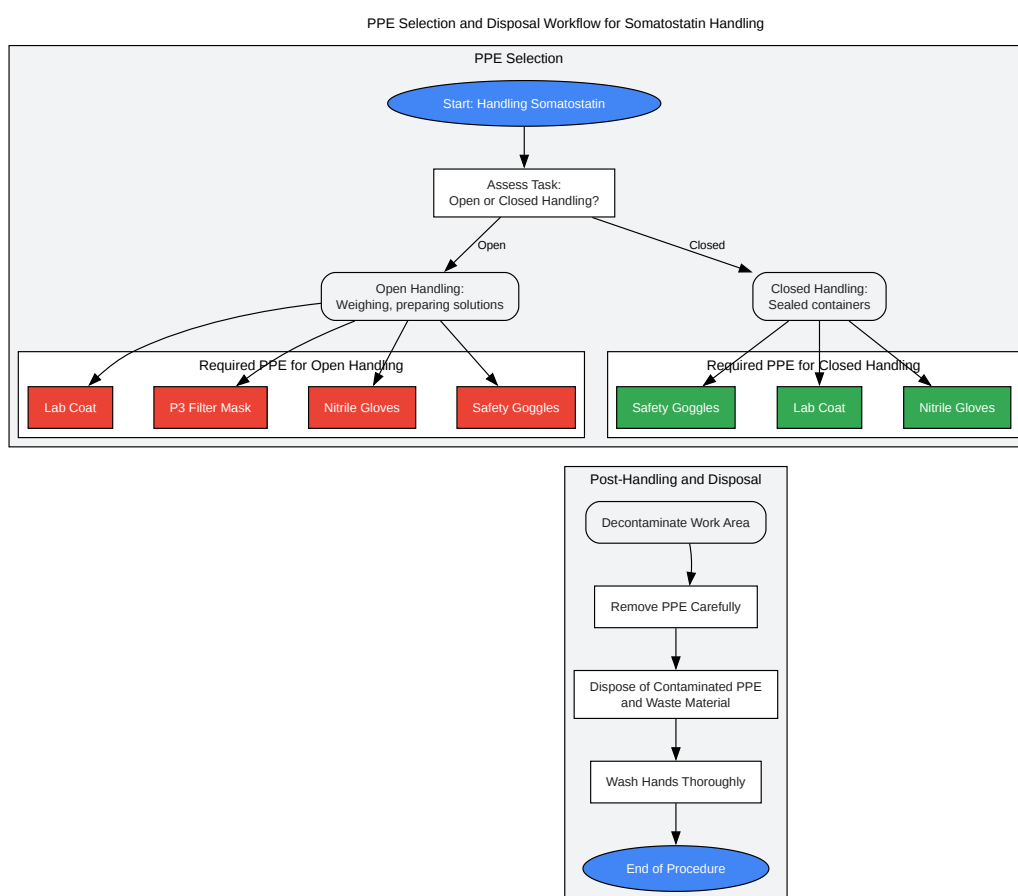 PPE Selection and Disposal Workflow for Somatostatin Handling
PPE Selection
Start: Handling Somatostatin
Assess Task:
Open or Closed Handling?
Open
Closed
Open Handling:
Weighing, preparing solutions
Closed Handling:
Sealed containers
Required PPE for Open Handling
Required PPE for Closed Handling
Lab Coat
P3 Filter Mask
Nitrile Gloves
Safety Goggles
Safety Goggles
Lab Coat
Nitrile Gloves
Post-Handling and Disposal
Decontaminate Work Area
Remove PPE Carefully
Dispose of Contaminated PPE
and Waste Material
Wash Hands Thoroughly
End of Procedure